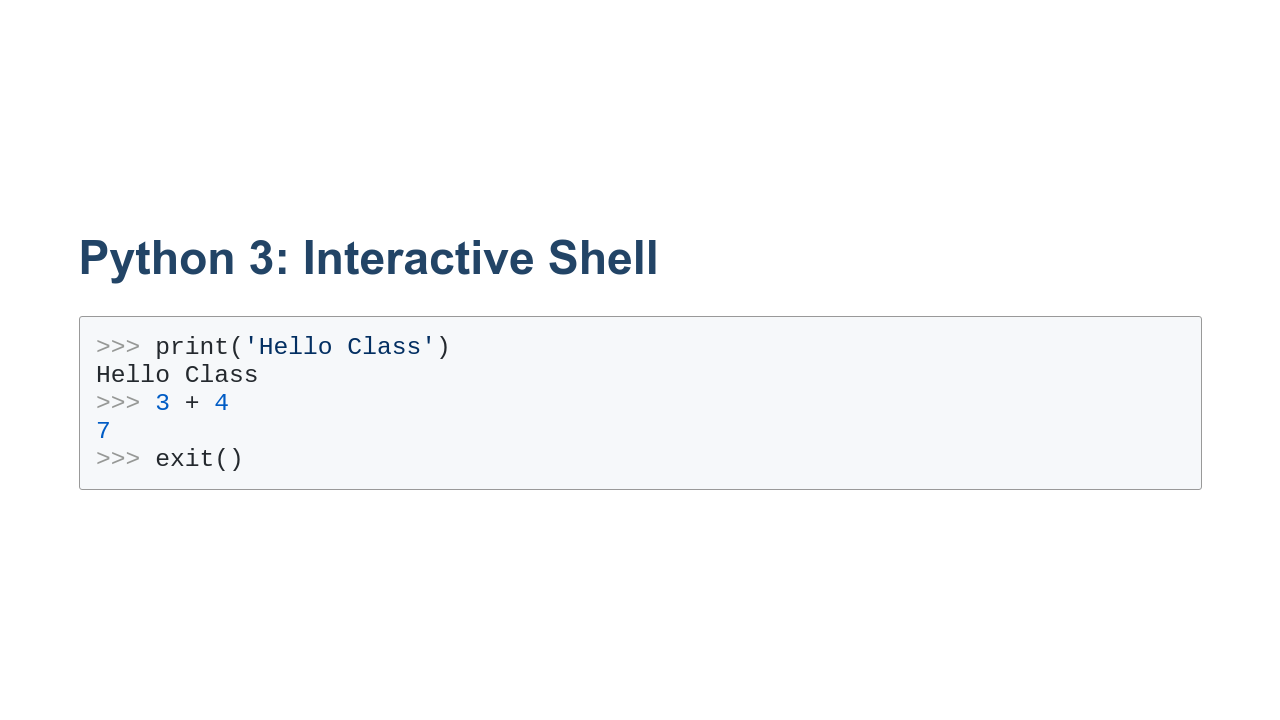 Python 3: Interactive Shell
>>> print('Hello Class')
Hello Class
>>> 3 + 4
7
>>> exit()